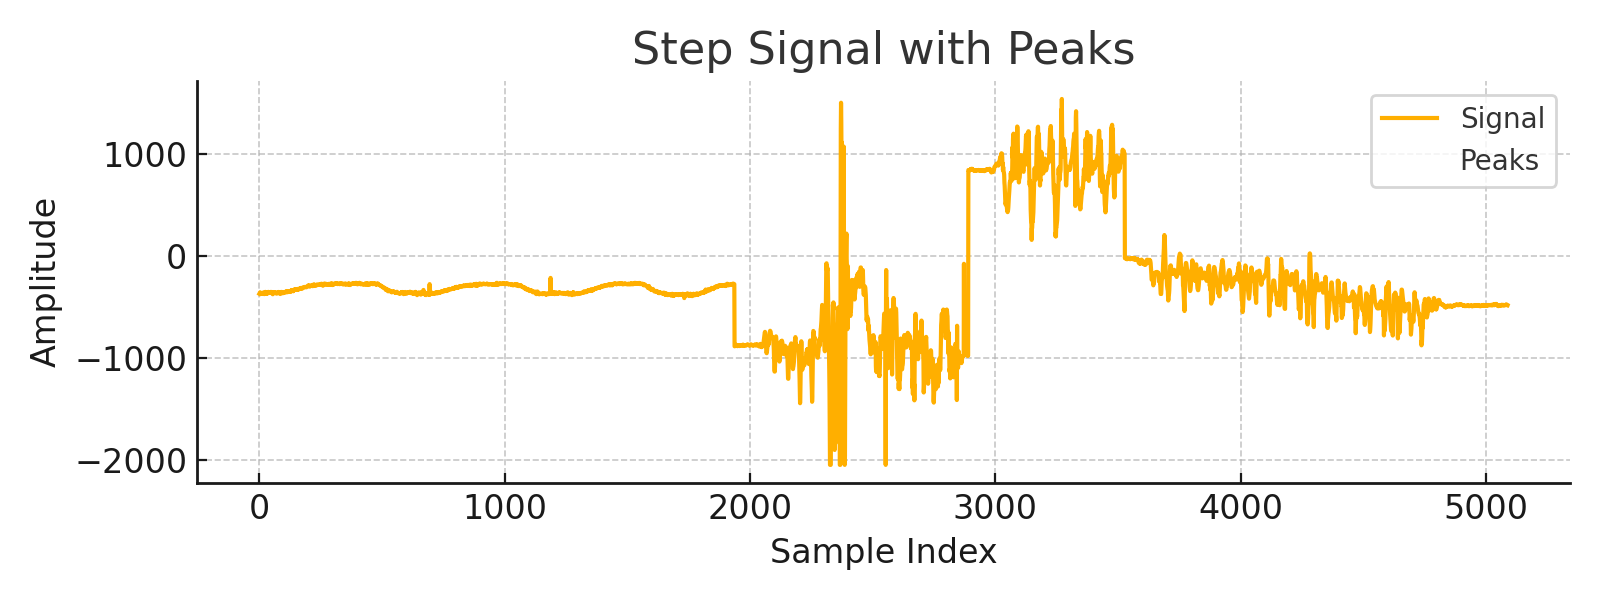 Step Signal with Peaks
Signal
Peaks
Amplitude
1000
0
−1000
−2000
0 1000 2000 3000 4000 5000
Sample Index